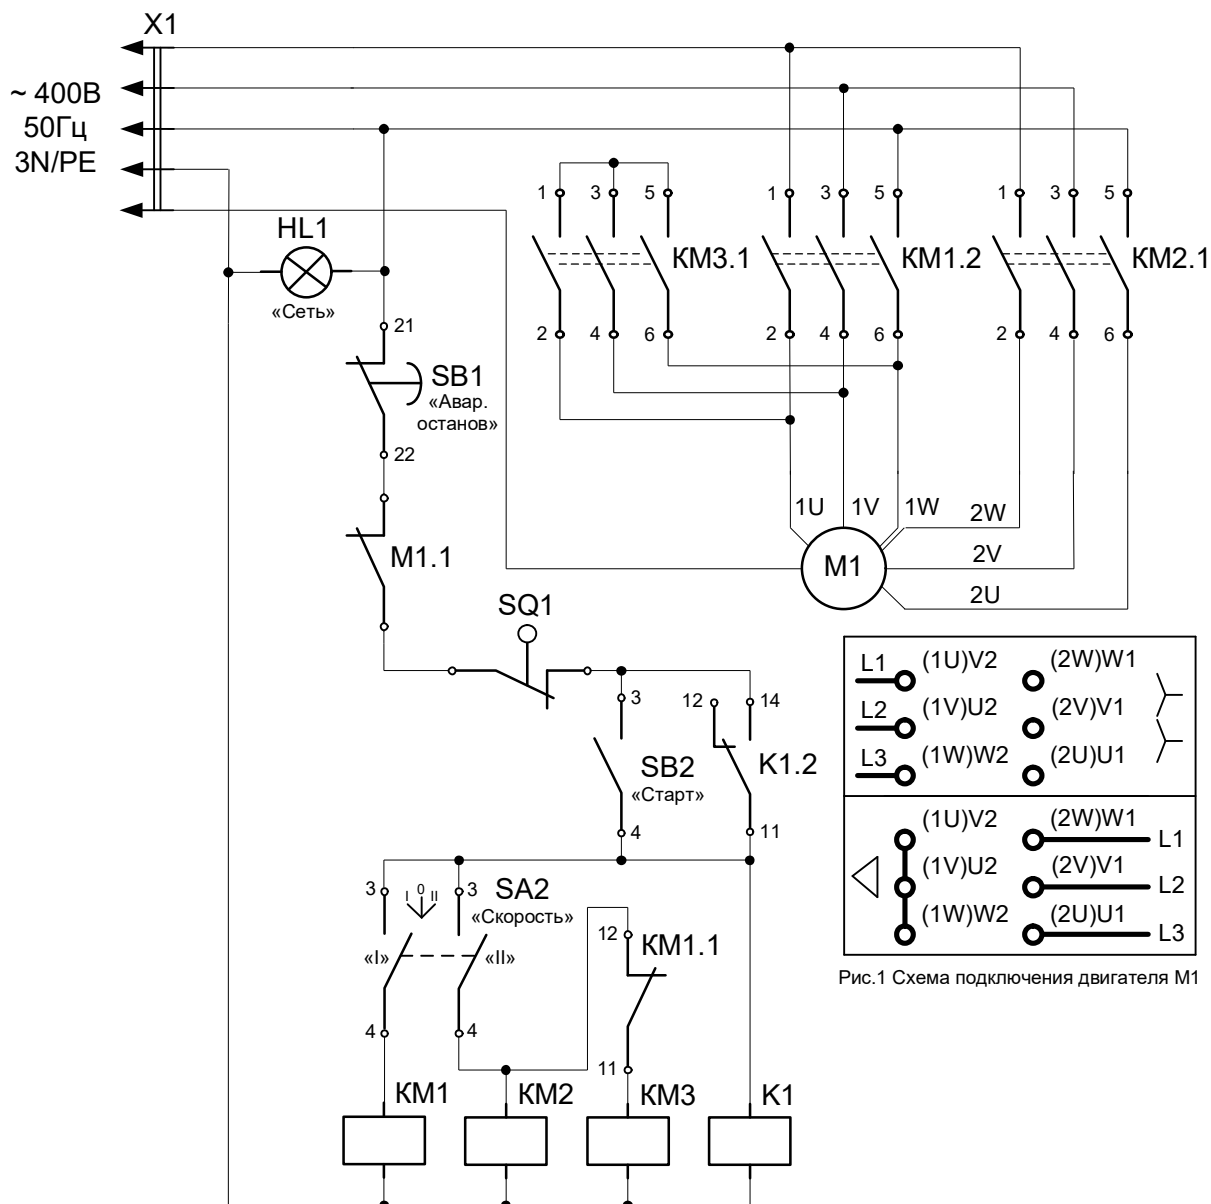 X1
~ 400В
50Гц
3N/PE
HL1
«Сеть»
1 3 5
КМ3.1
2 4 6
1 3 5
КМ1.2
2 4 6
1 3 5
КМ2.1
2 4 6
21
SB1
«Авар.
останов»
22
М1.1
1U 1V 1W 2W
М1
2V
2U
SQ1
3
SB2
«Старт»
4
12 14
K1.2
11
L1 (1U)V2 (2W)W1
L2 (1V)U2 (2V)V1
L3 (1W)W2 (2U)U1
(1U)V2 (2W)W1 L1
(1V)U2 (2V)V1 L2
(1W)W2 (2U)U1 L3
Рис.1 Схема подключения двигателя М1
3 I 0 II 3
SA2
«Скорость»
«I» «II»
4 4
12
КМ1.1
11
КМ1 КМ2 КМ3 К1